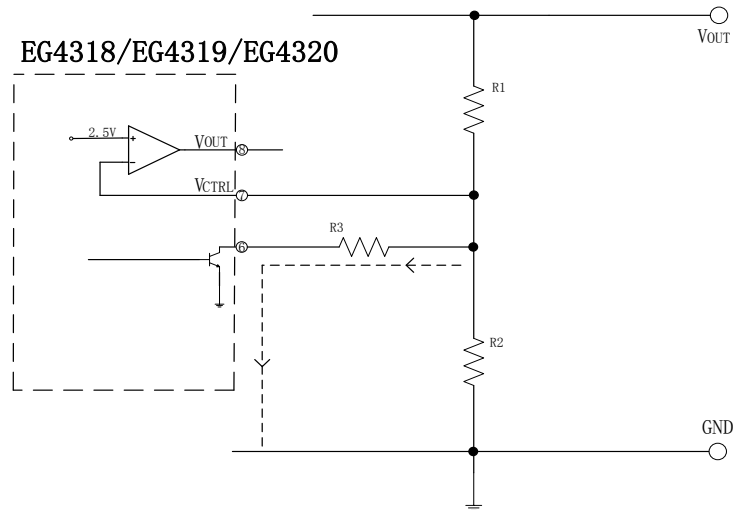 VOUT
EG4318/EG4319/EG4320
R1
2.5V
+
-
VOUT
8
VCTRL
7
R3
6
R2
GND